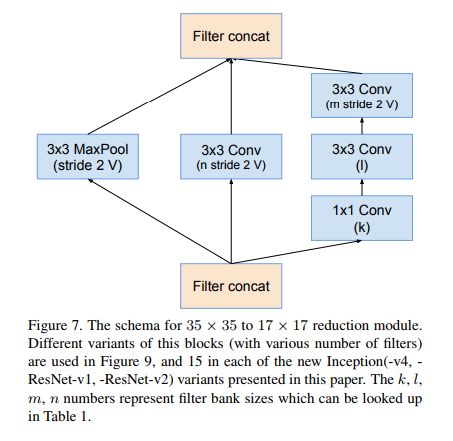 Filter concat
3x3 Conv
(m stride 2 V)
3x3 MaxPool
(stride 2 V)
3x3 Conv
(n stride 2 V)
3x3 Conv
(l)
1x1 Conv
(k)
Filter concat
Figure 7. The schema for 35 × 35 to 17 × 17 reduction module.
Different variants of this blocks (with various number of filters)
are used in Figure 9, and 15 in each of the new Inception(-v4, -
ResNet-v1, -ResNet-v2) variants presented in this paper. The k, l,
m, n numbers represent filter bank sizes which can be looked up
in Table 1.